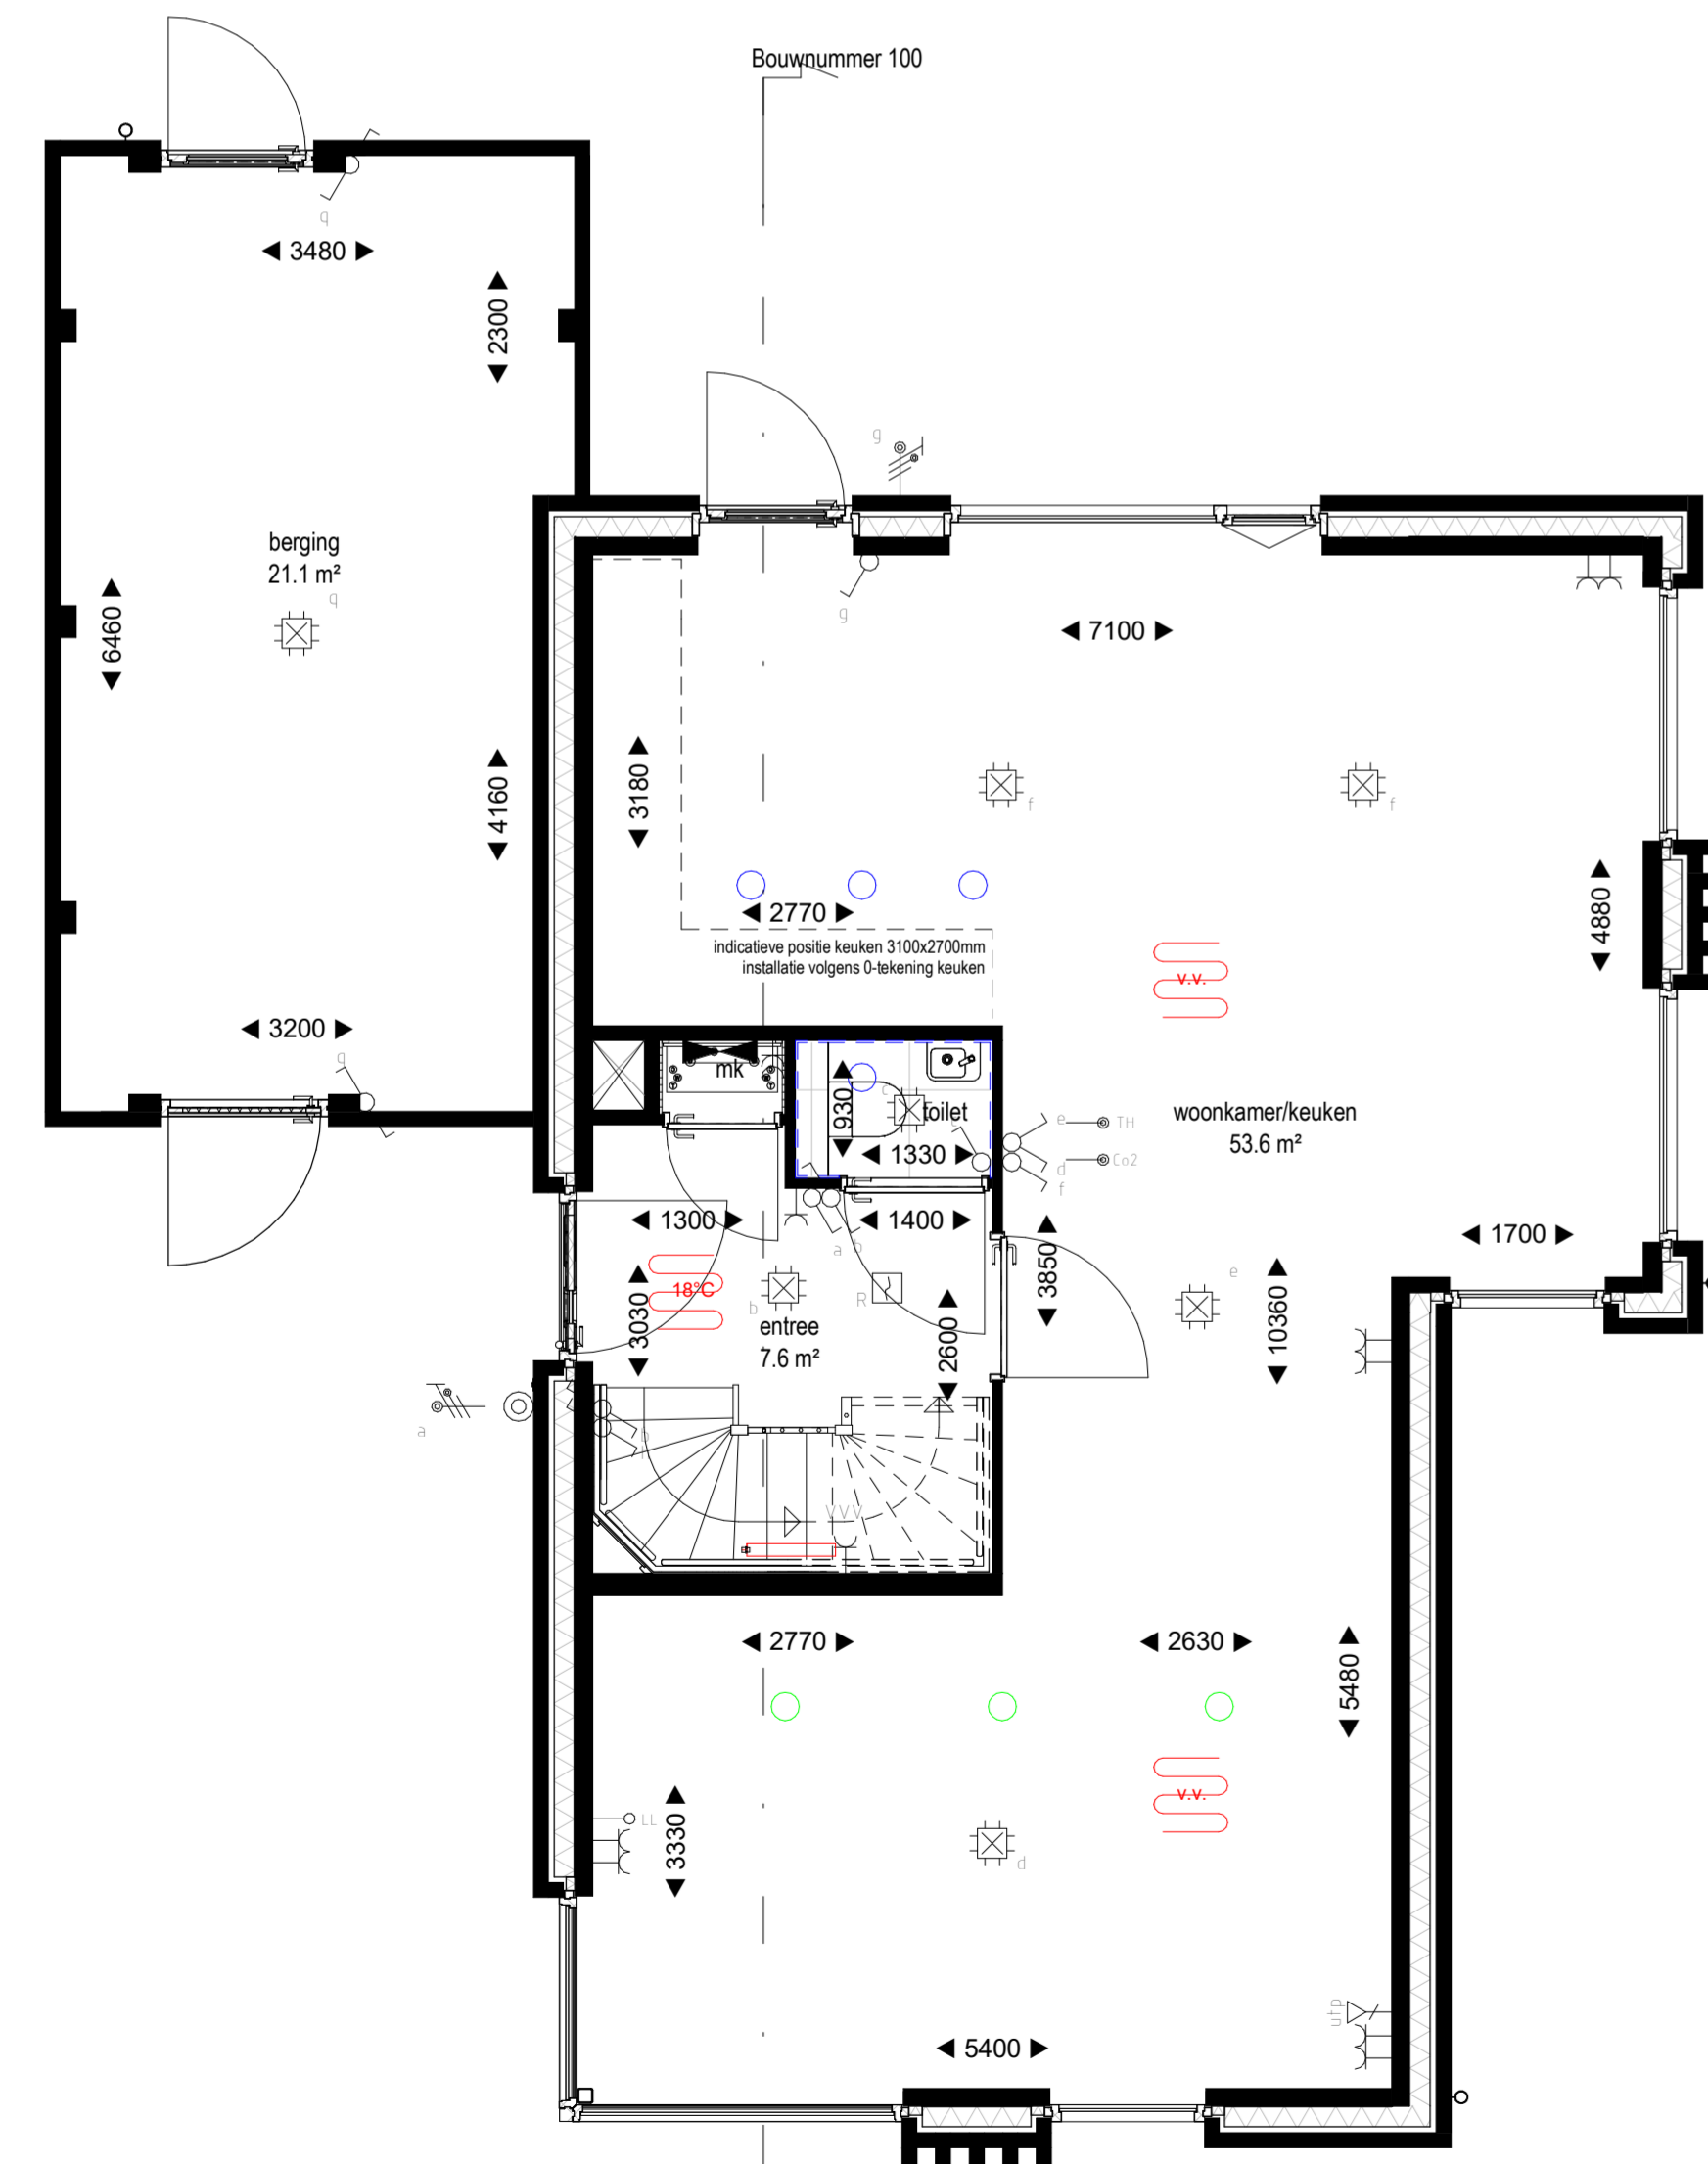 Bouwnummer 100
q
3480
2300
g
berging
21.1 m²
q
6460
g
7100
3180
4160
f
f
4880
2770
indicatieve positie keuken 3100x2700mm
installatie volgens 0-tekening keuken
v.v.
3200
q
mk
930
c
toilet
c
1330
woonkamer/keuken
53.6 m²
e
TH
d
Co2
f
1300
1400
a
b
3850
1700
18°C
3030
b
R
entree
7.6 m²
2600
e
10360
a
b
VVV
2770
2630
5480
v.v.
LL
3330
d
utp
5400